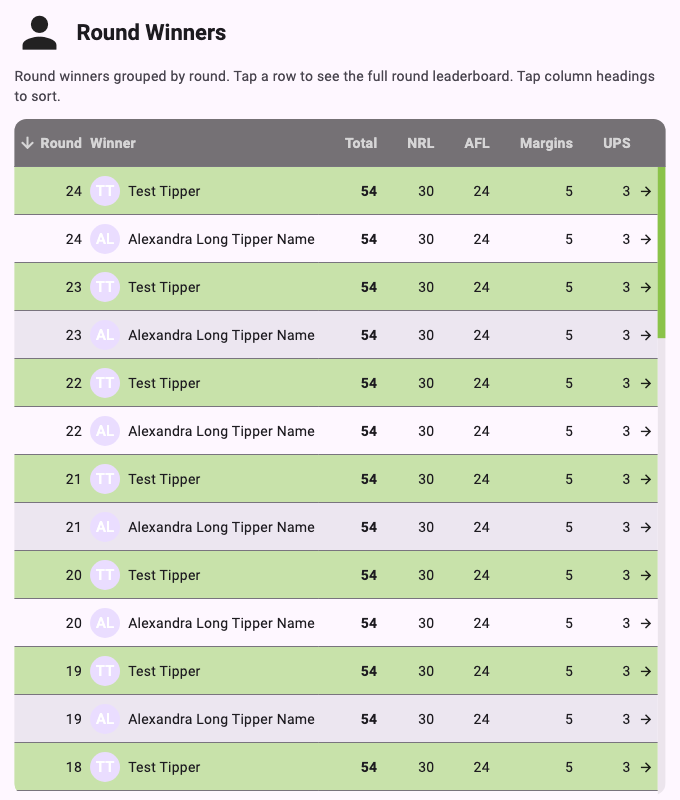 Round Winners
Round winners grouped by round. Tap a row to see the full round leaderboard. Tap column headings
to sort.
Round Winner Total NRL AFL Margins UPS
24 TT Test Tipper 54 30 24 5 3
24 AL Alexandra Long Tipper Name 54 30 24 5 3
23 TT Test Tipper 54 30 24 5 3
23 AL Alexandra Long Tipper Name 54 30 24 5 3
22 TT Test Tipper 54 30 24 5 3
22 AL Alexandra Long Tipper Name 54 30 24 5 3
21 TT Test Tipper 54 30 24 5 3
21 AL Alexandra Long Tipper Name 54 30 24 5 3
20 TT Test Tipper 54 30 24 5 3
20 AL Alexandra Long Tipper Name 54 30 24 5 3
19 TT Test Tipper 54 30 24 5 3
19 AL Alexandra Long Tipper Name 54 30 24 5 3
18 TT Test Tipper 54 30 24 5 3